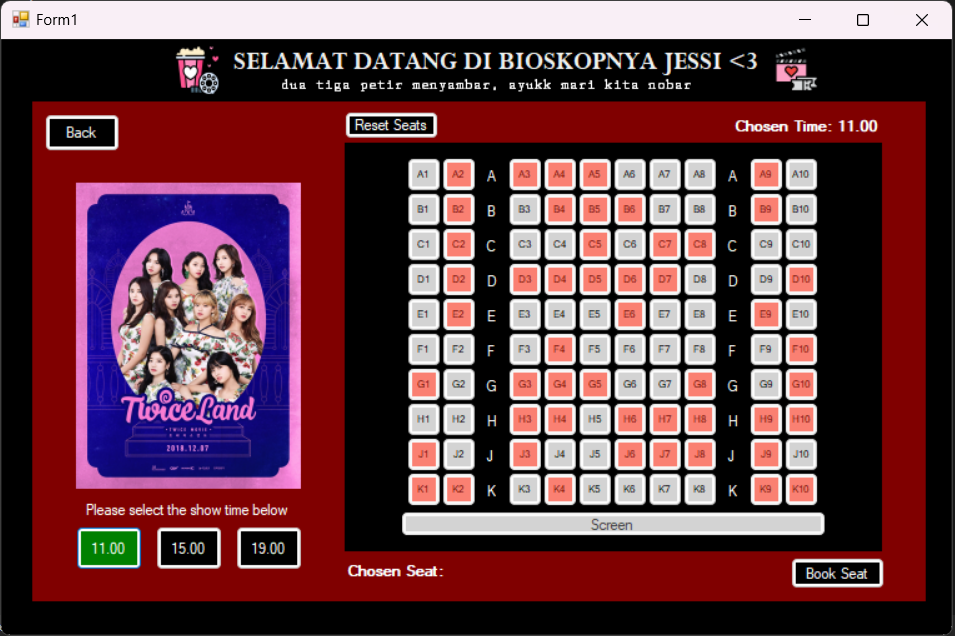 Form1
SELAMAT DATANG DI BIOSKOPNYA JESSI <3
dua tiga petir menyambar, ayukk mari kita nobar
Back
Reset Seats
Chosen Time: 11.00
A1 A2 A A3 A4 A5 A6 A7 A8 A A9 A10
B1 B2 B B3 B4 B5 B6 B7 B8 B B9 B10
C1 C2 C C3 C4 C5 C6 C7 C8 C C9 C10
D1 D2 D D3 D4 D5 D6 D7 D8 D D9 D10
E1 E2 E E3 E4 E5 E6 E7 E8 E E9 E10
F1 F2 F F3 F4 F5 F6 F7 F8 F F9 F10
G1 G2 G G3 G4 G5 G6 G7 G8 G G9 G10
H1 H2 H H3 H4 H5 H6 H7 H8 H H9 H10
J1 J2 J J3 J4 J5 J6 J7 J8 J J9 J10
K1 K2 K K3 K4 K5 K6 K7 K8 K K9 K10
Screen
TwiceLand
TWICE MOVIE
2018.12.07
Please select the show time below
11.00 15.00 19.00
Chosen Seat:
Book Seat